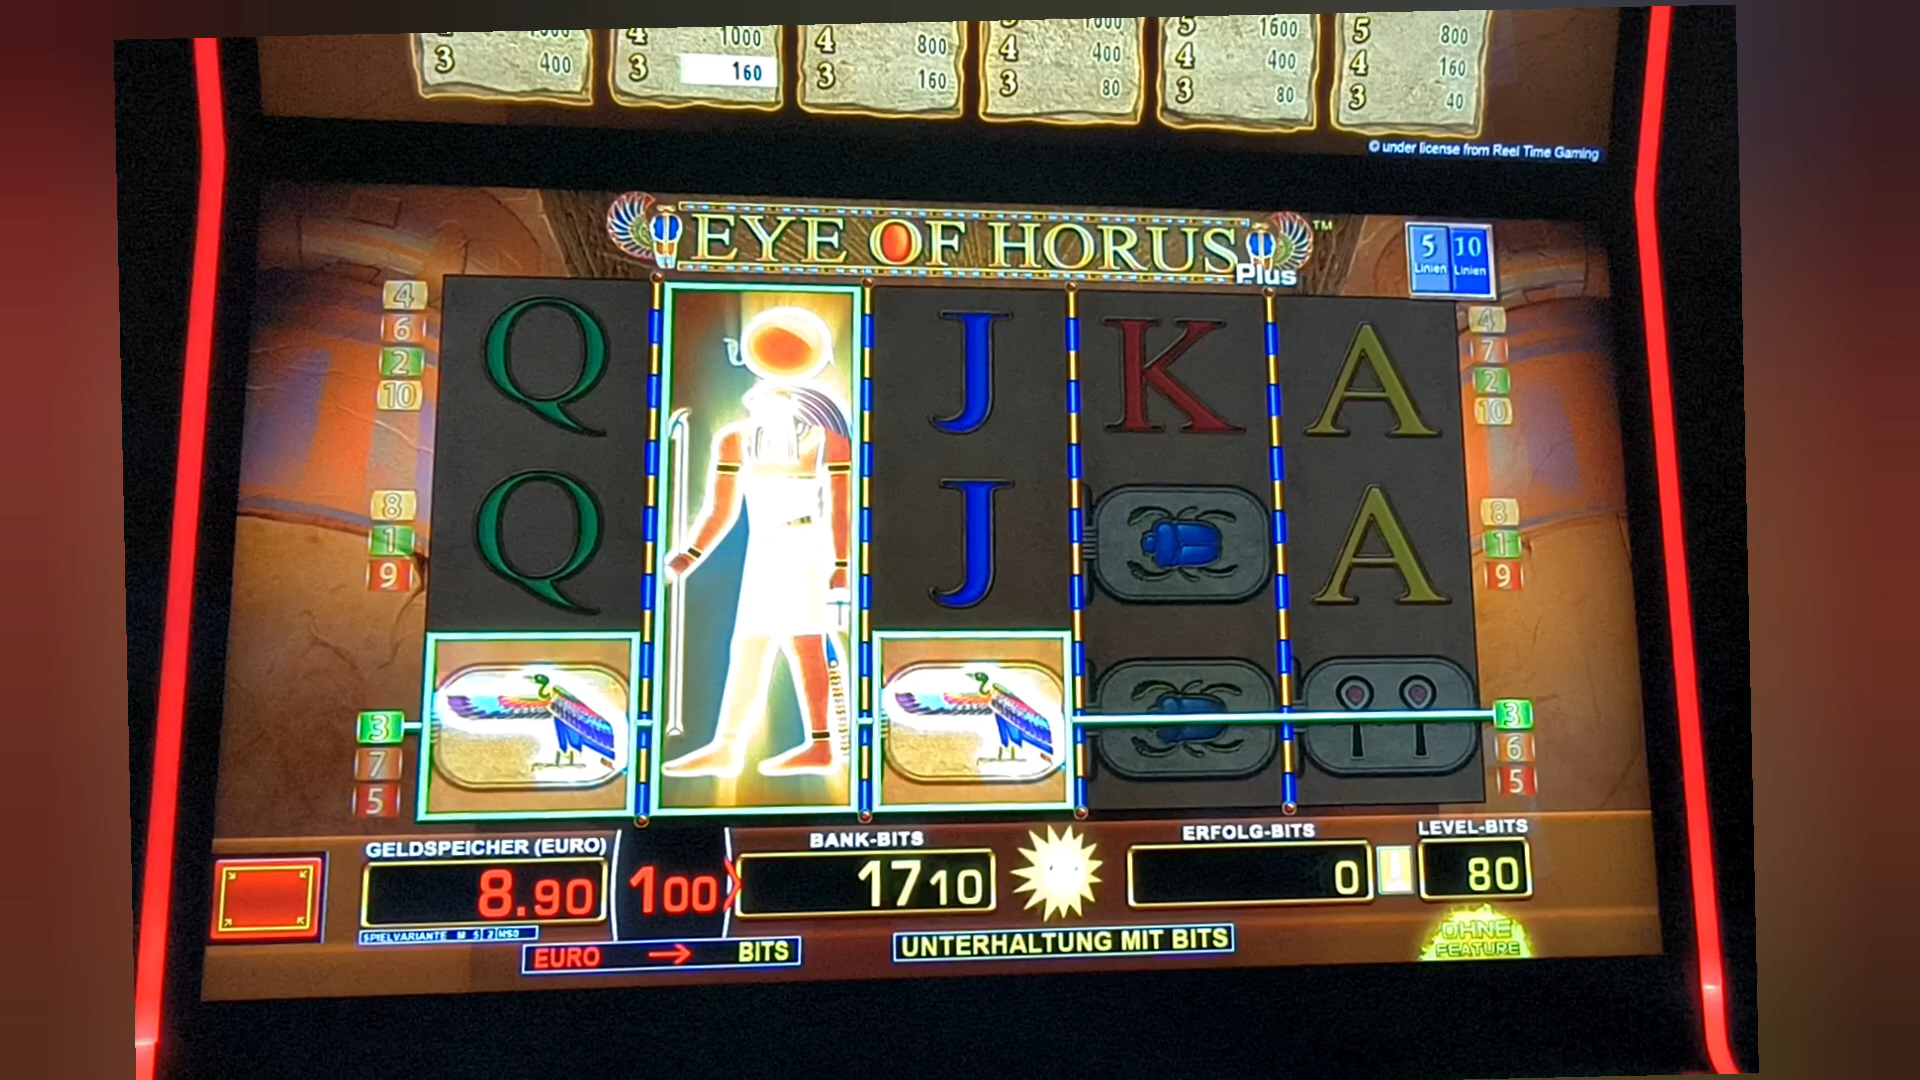 4 1000 4 800 4 400 4 400 4 160
3 400 3 160 3 160 3 80 3 80 3 40
5 1600 5 800
© under license from Reel Time Gaming
EYE OF HORUS ™
Plus
5 10
Linien Linien
4 4
6 7
2 2
10 10
Q J K A
8 8
1 1
9 9
Q J A
3 3
7 6
5 5
GELDSPEICHER (EURO) BANK-BITS ERFOLG-BITS LEVEL-BITS
8.90 100 1710 0 80
SPIELVARIANTE M 5 2
EURO → BITS UNTERHALTUNG MIT BITS
OHNE
FEATURE